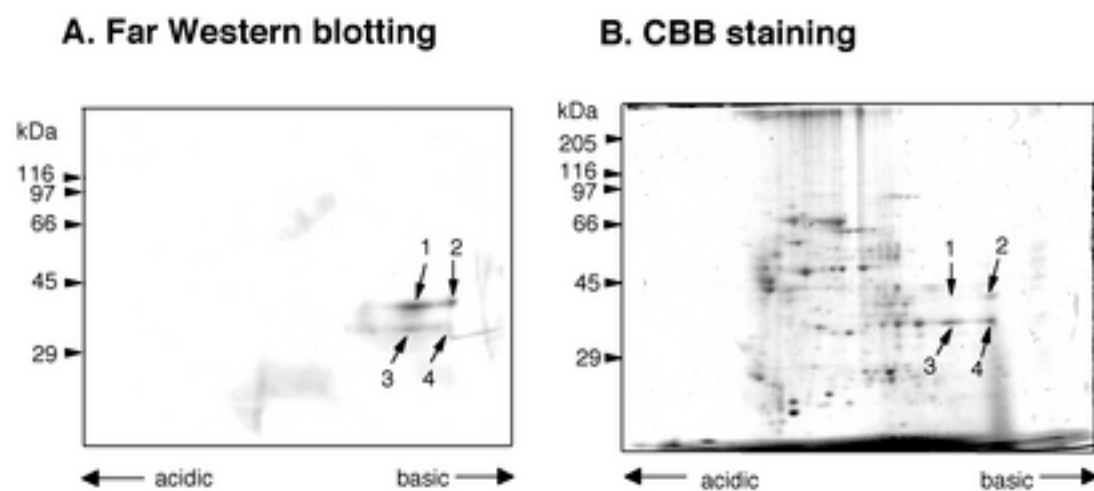 A. Far Western blotting
B. CBB staining
kDa
116
97
66
45
29
1 2
3 4
acidic basic
kDa
205
116
97
66
45
29
1 2
3 4
acidic basic